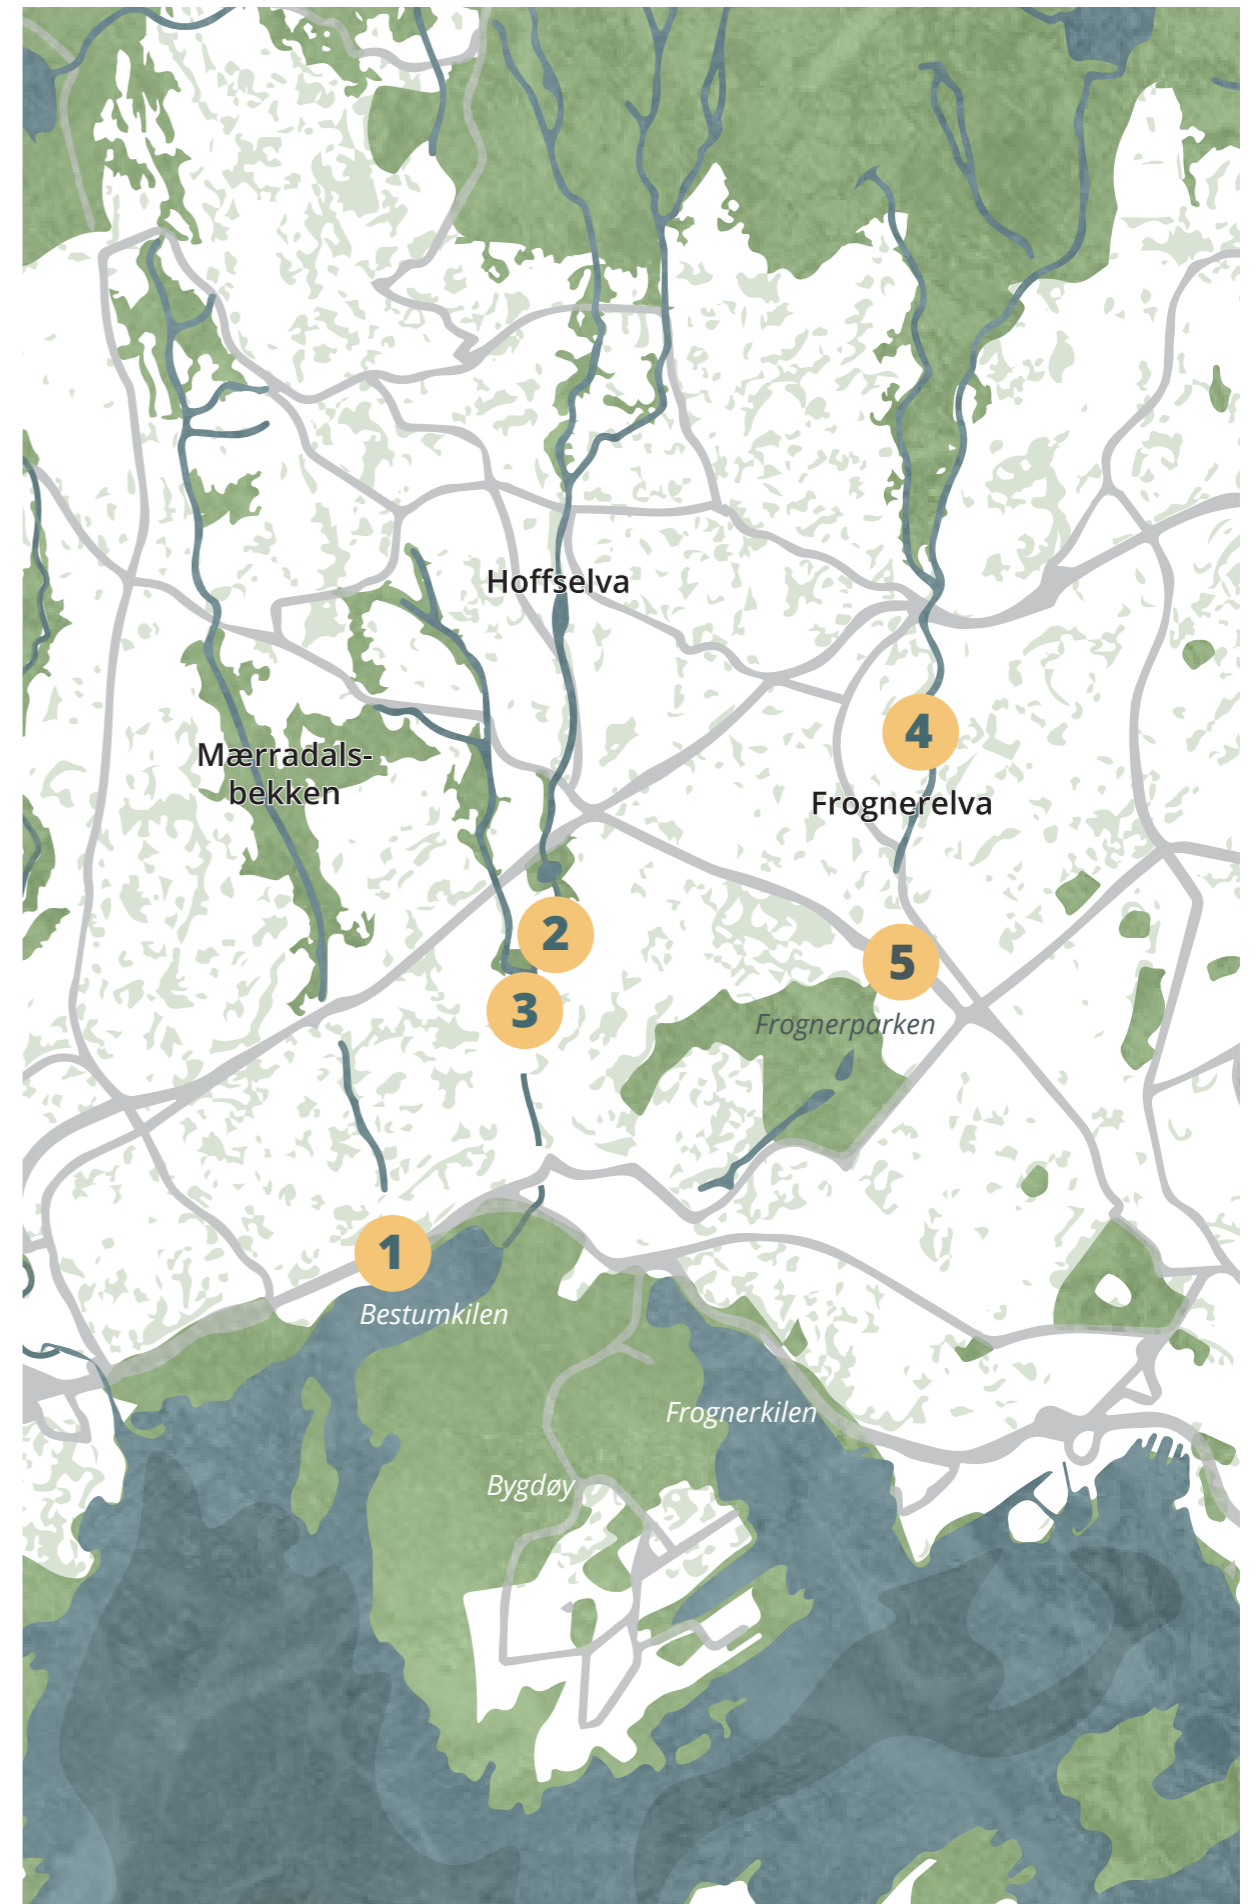 Hoffselva
4
Mærradals-
bekken
Frognerelva
2
5
3
Frognerparken
1
Bestumkilen
Frognerkilen
Bygdøy